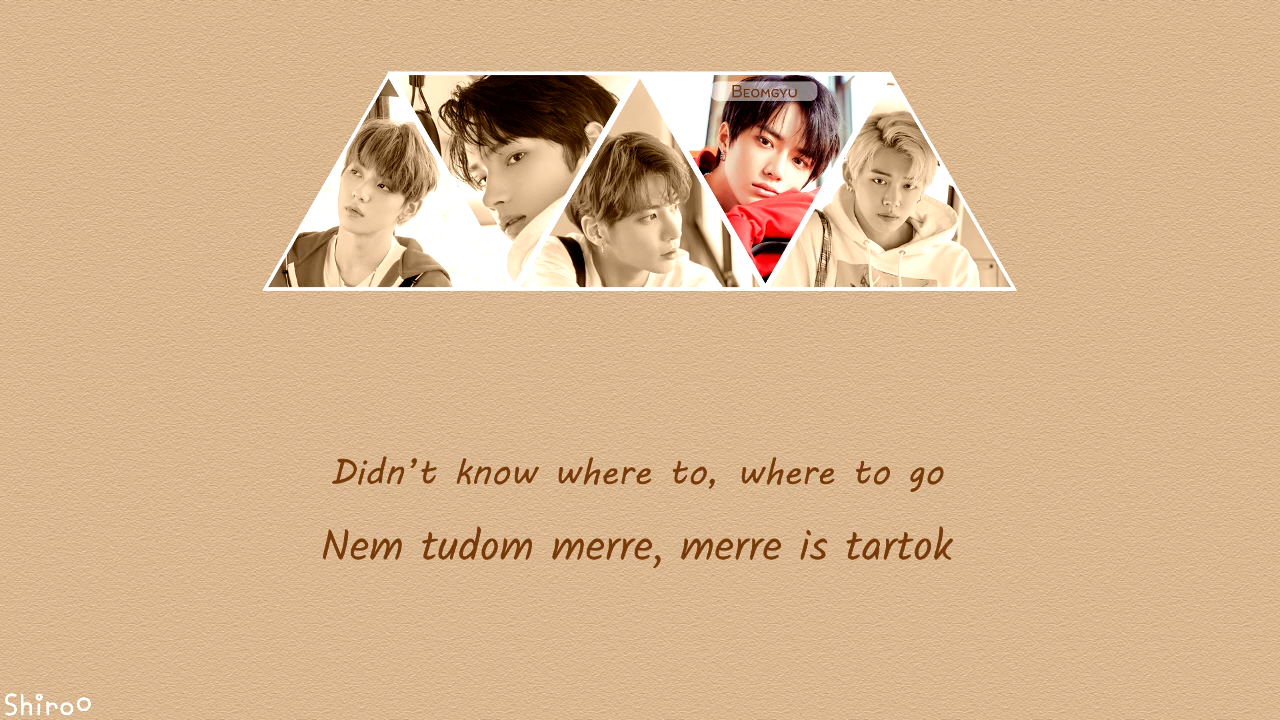 Beomgyu
Didn't know where to, where to go
Nem tudom merre, merre is tartok
Shiroo